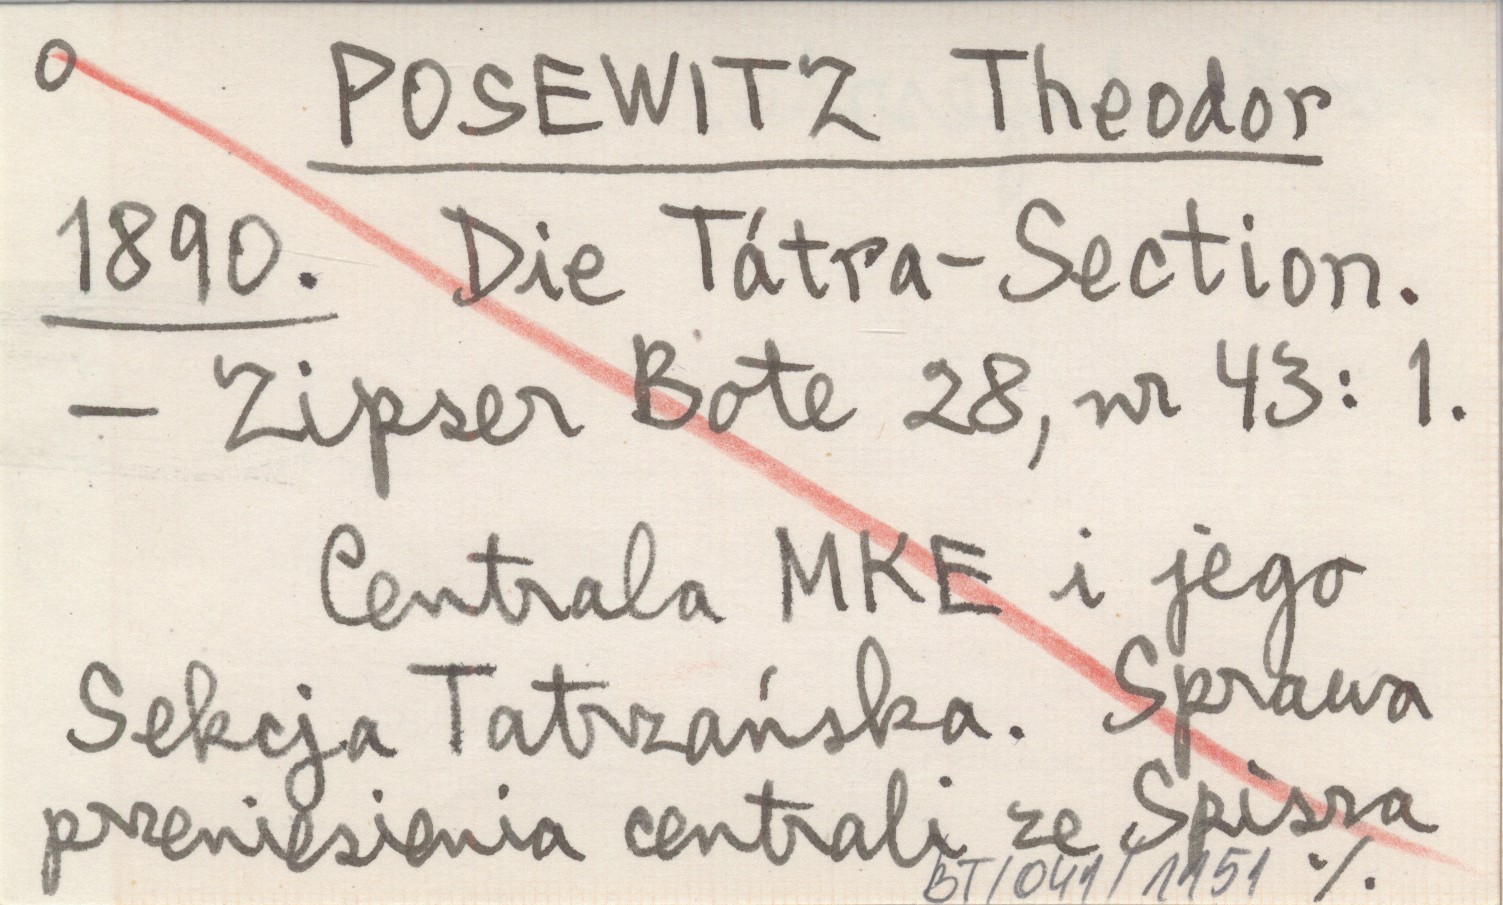 o POSEWITZ Theodor
1890. Die Tátra-Section.
— Zipser Bote 28, nr 43: 1.
Centrala MKE i jego
Sekcja Tatrzańska. Sprawa
przeniesienia centrali ze Spisza
BT/041/1151 ./.